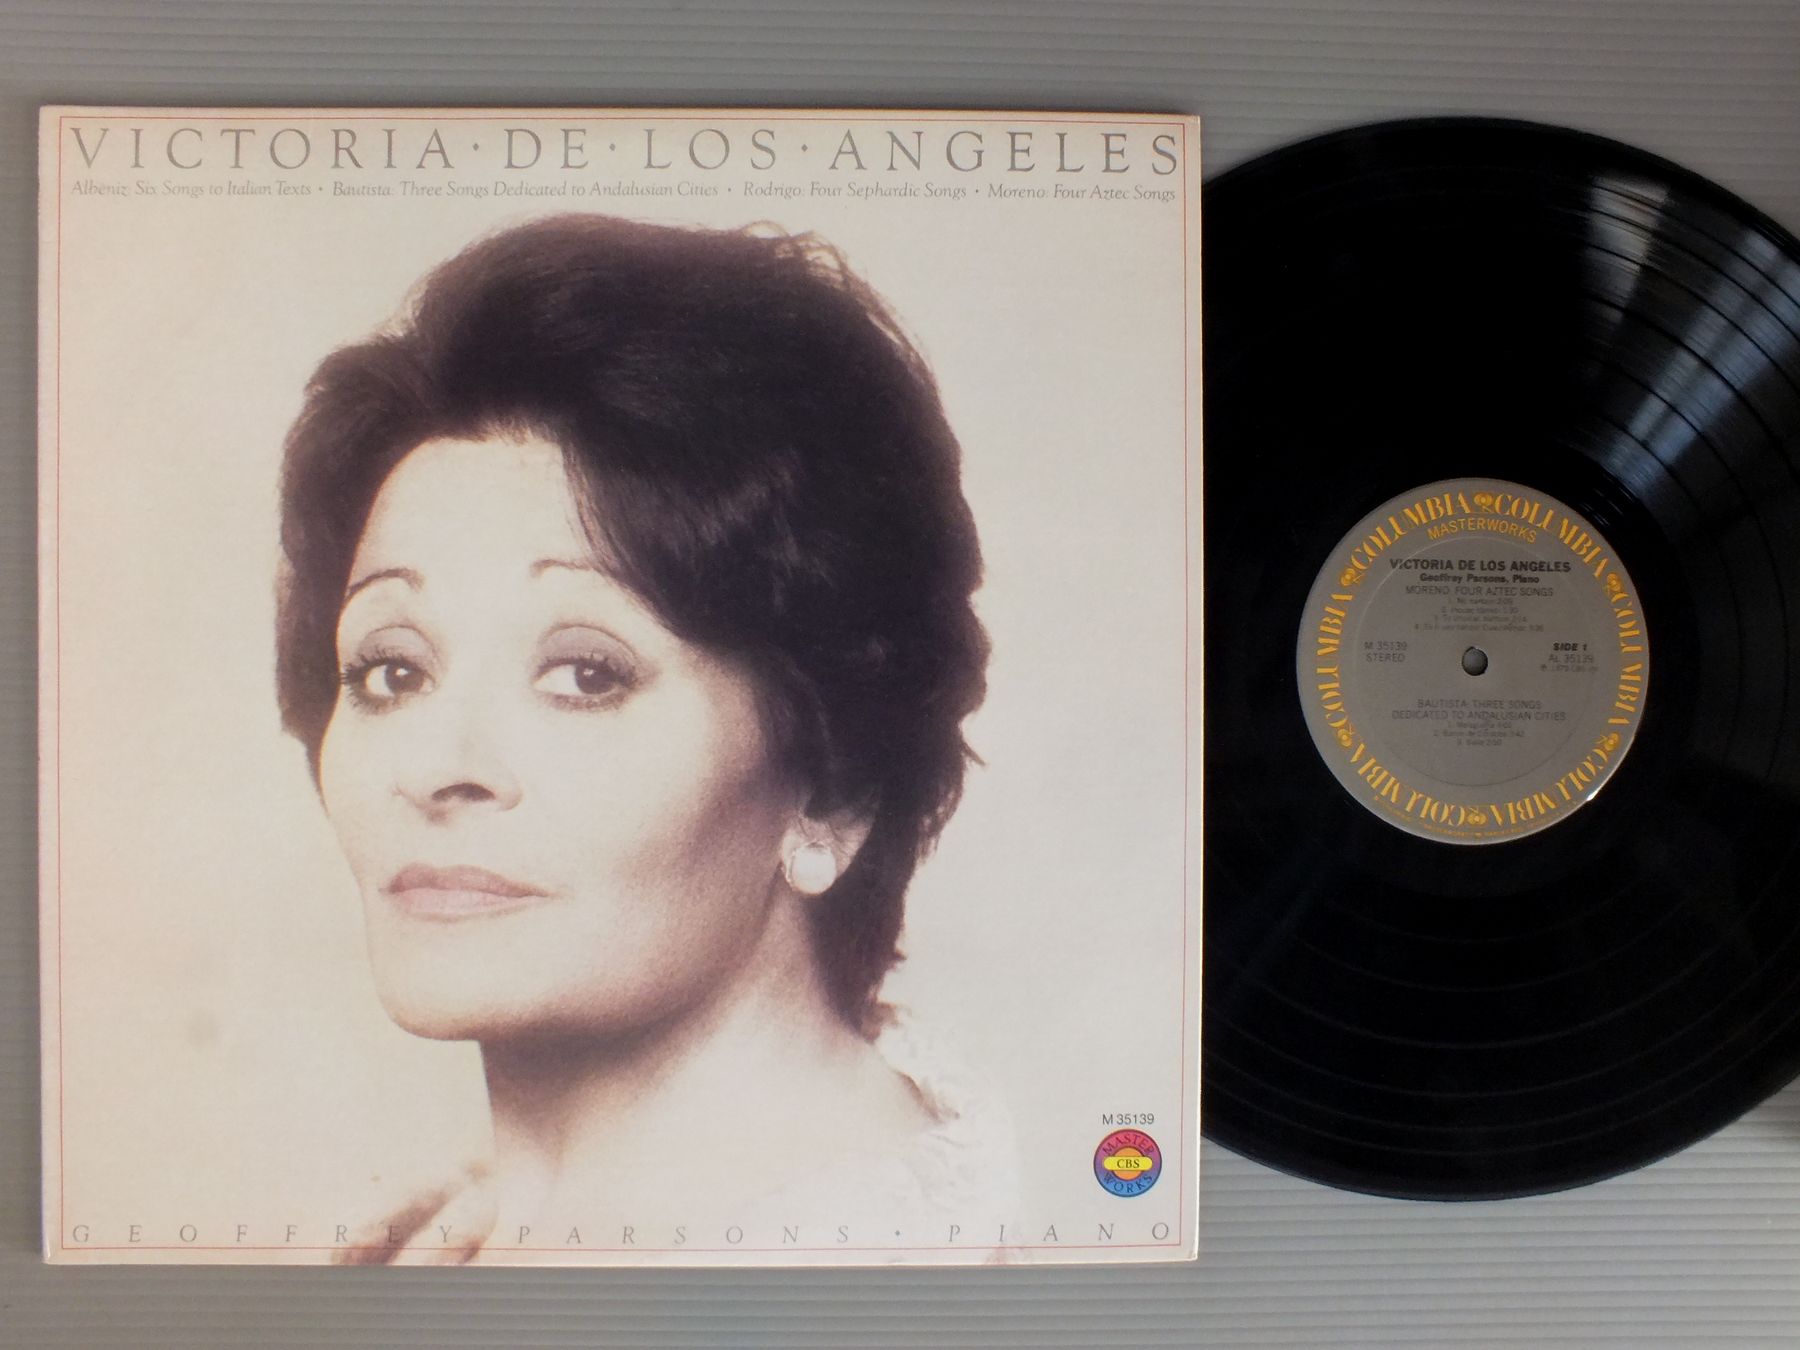 VICTORIA · DE · LOS · ANGELES
Albéniz: Six Songs to Italian Texts • Bautista: Three Songs Dedicated to Andalusian Cities • Rodrigo: Four Sephardic Songs • Moreno: Four Aztec Songs
M 35139
MASTER
CBS
WORKS
GEOFFREY PARSONS • PIANO
COLUMBIA COLUMBIA COLUMBIA COLUMBIA COLUMBIA COLUMBIA
MASTERWORKS
VICTORIA DE LOS ANGELES
Geoffrey Parsons, Piano
MORENO: FOUR AZTEC SONGS
M 35139
STEREO
SIDE 1
AL 35139
BAUTISTA: THREE SONGS
DEDICATED TO ANDALUSIAN CITIES